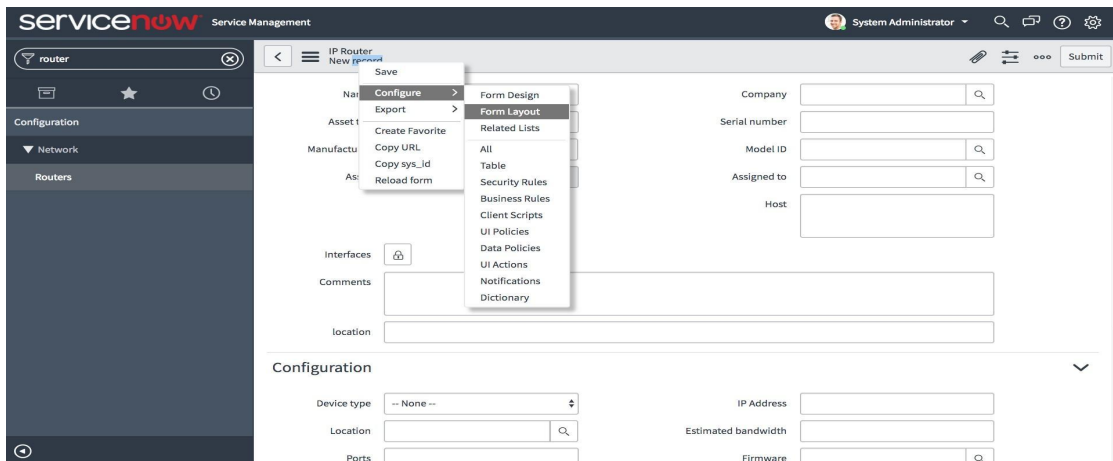 servicenow Service Management
System Administrator
router
IP Router
New record
Submit
Save
Configure >
Export >
Create Favorite
Copy URL
Copy sys_id
Reload form
Form Design
Form Layout
Related Lists
All
Table
Security Rules
Business Rules
Client Scripts
UI Policies
Data Policies
UI Actions
Notifications
Dictionary
Configuration
Network
Routers
Company
Serial number
Model ID
Assigned to
Host
Interfaces
Comments
location
Configuration
Device type -- None --
IP Address
Location
Estimated bandwidth
Ports
Firmware